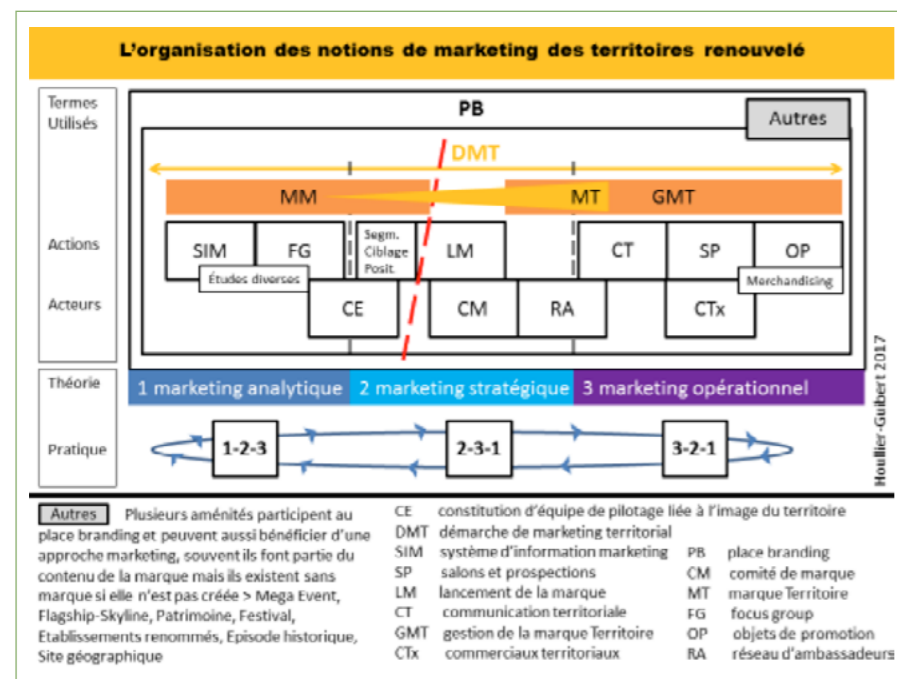 L'organisation des notions de marketing des territoires renouvelé
Termes
Utilisés
PB
Autres
DMT
MM
MT
GMT
Actions
SIM
FG
Segm.
Ciblage
Posit.
LM
CT
SP
OP
Études diverses
Merchandising
Acteurs
CE
CM
RA
CTx
Houllier-Guibert 2017
Théorie
1 marketing analytique
2 marketing stratégique
3 marketing opérationnel
Pratique
1-2-3
2-3-1
3-2-1
Autres Plusieurs aménités participent au
place branding et peuvent aussi bénéficier d'une
approche marketing, souvent ils font partie du
contenu de la marque mais ils existent sans
marque si elle n'est pas créée > Mega Event,
Flagship-Skyline, Patrimoine, Festival,
Etablissements renommés, Episode historique,
Site géographique
CE constitution d'équipe de pilotage liée à l'image du territoire
DMT démarche de marketing territorial
SIM système d'information marketing
SP salons et prospections
LM lancement de la marque
CT communication territoriale
GMT gestion de la marque Territoire
CTx commerciaux territoriaux
PB place branding
CM comité de marque
MT marque Territoire
FG focus group
OP objets de promotion
RA réseau d'ambassadeurs